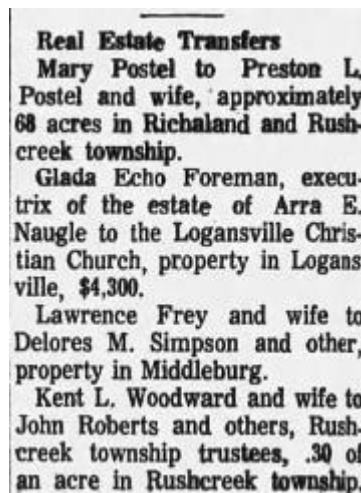 Real Estate Transfers
Mary Postel to Preston L.
Postel and wife, approximately
68 acres in Richaland and Rush-
creek township.
Glada Echo Foreman, execu-
trix of the estate of Arra E.
Naugle to the Logansville Chris-
tian Church, property in Logans
ville, $4,300.
Lawrence Frey and wife to
Delores M. Simpson and other,
property in Middleburg.
Kent L. Woodward and wife to
John Roberts and others, Rush-
creek township trustees, .30 of
an acre in Rushcreek township.